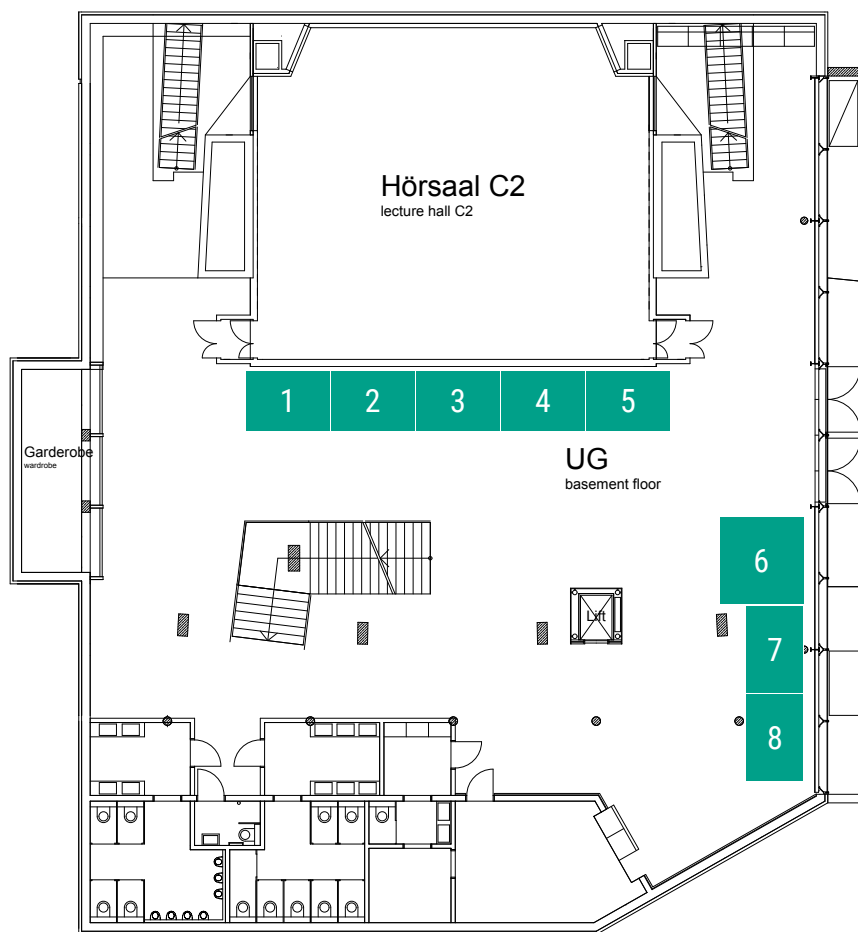 Hörsaal C2
lecture hall C2
1 2 3 4 5
Garderobe
wardrobe
UG
basement floor
6
Lift
7
8